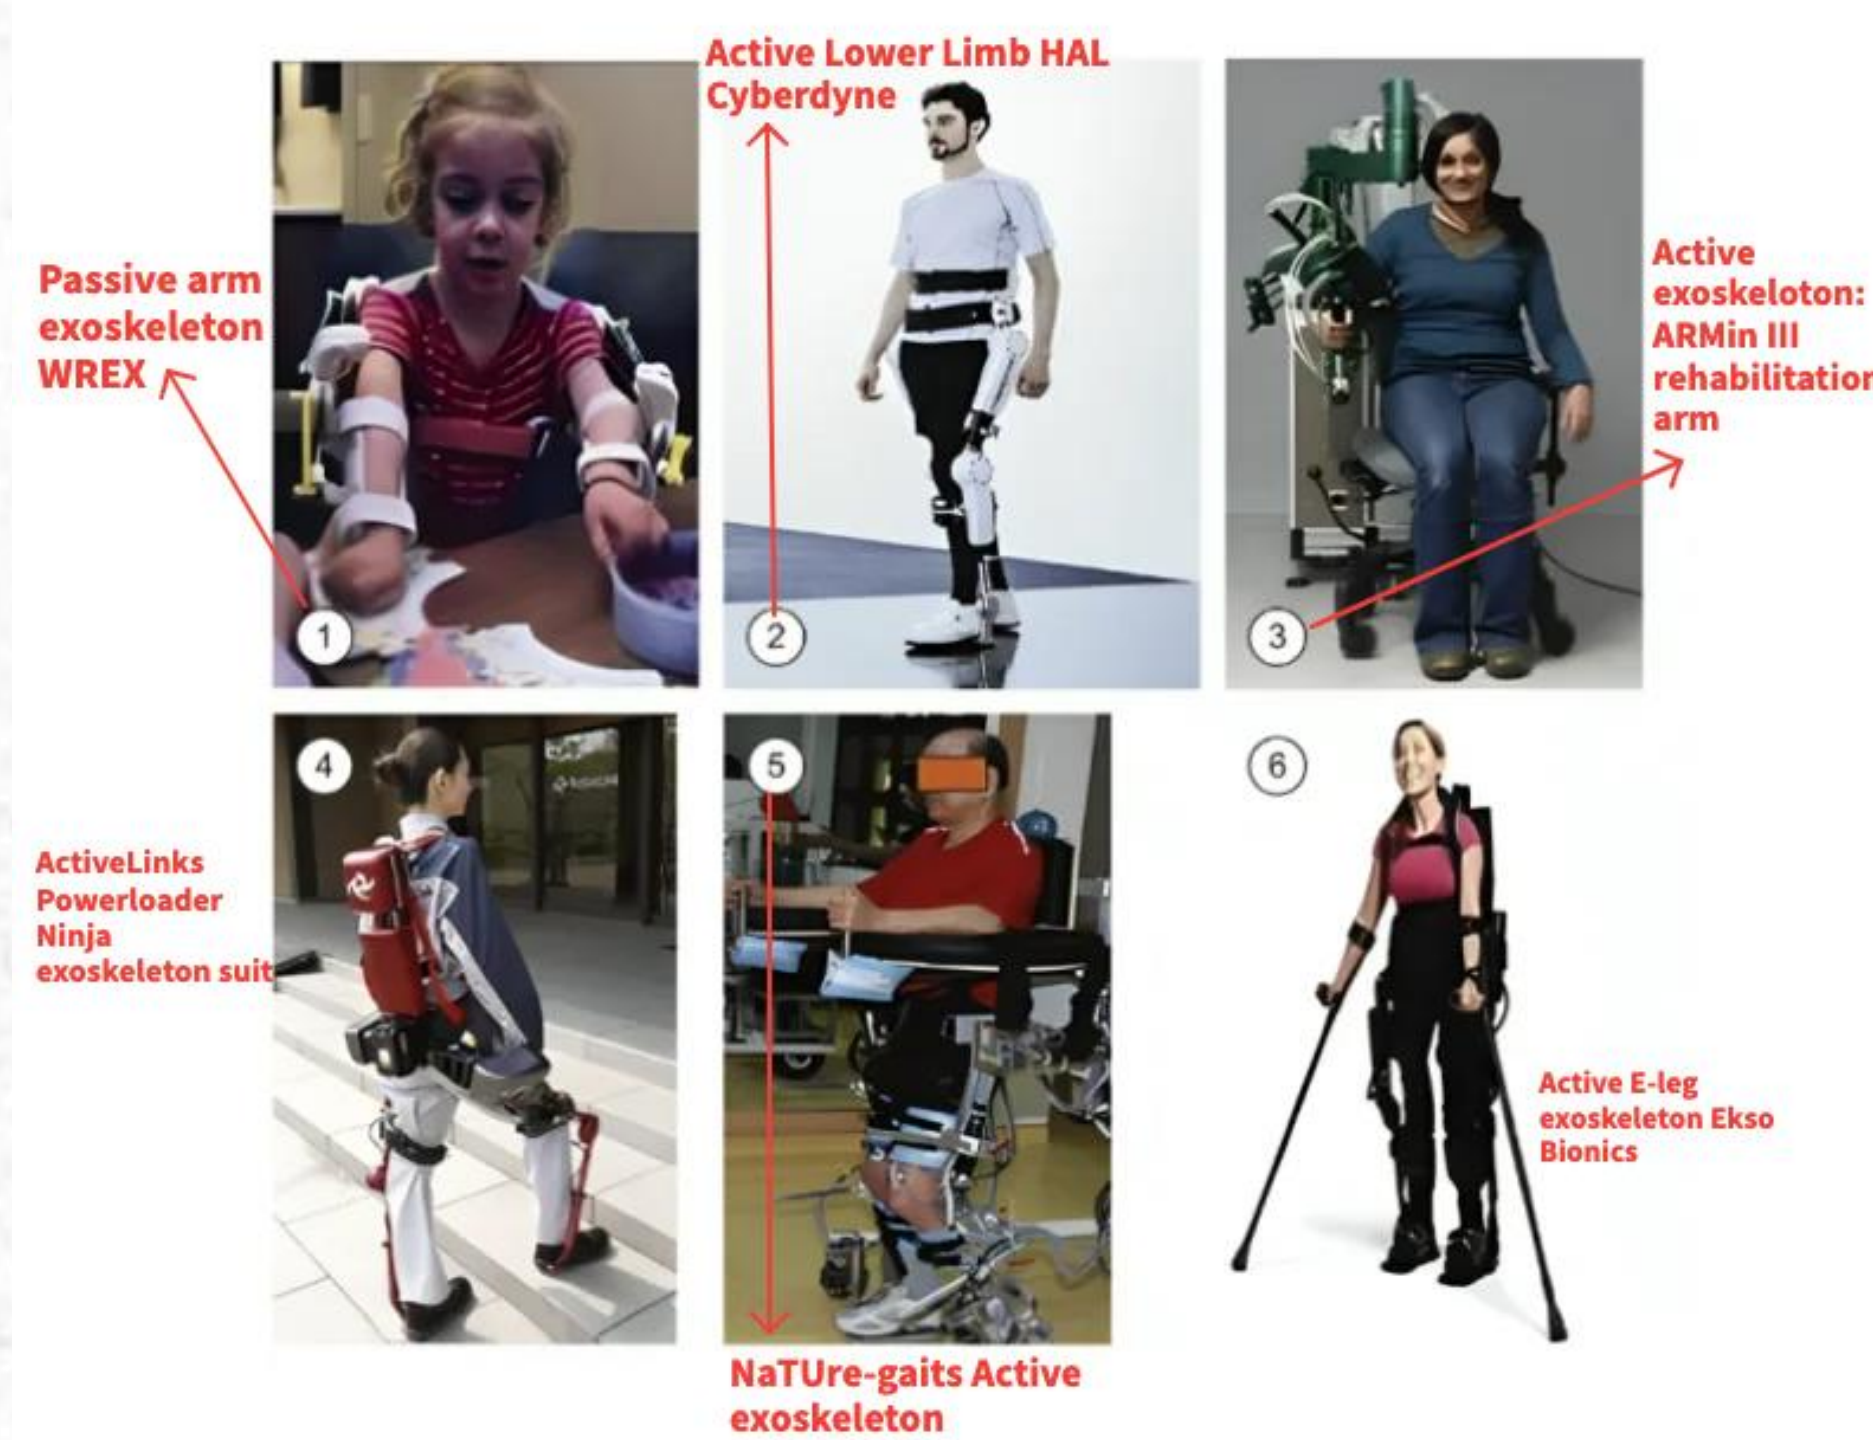 Active Lower Limb HAL
Cyberdyne
Passive arm
exoskeleton
WREX
Active
exoskeloton:
ARMin III
rehabilitation
arm
1
2
3
4
5
6
ActiveLinks
Powerloader
Ninja
exoskeleton suit
Active E-leg
exoskeleton Ekso
Bionics
NaTUre-gaits Active
exoskeleton